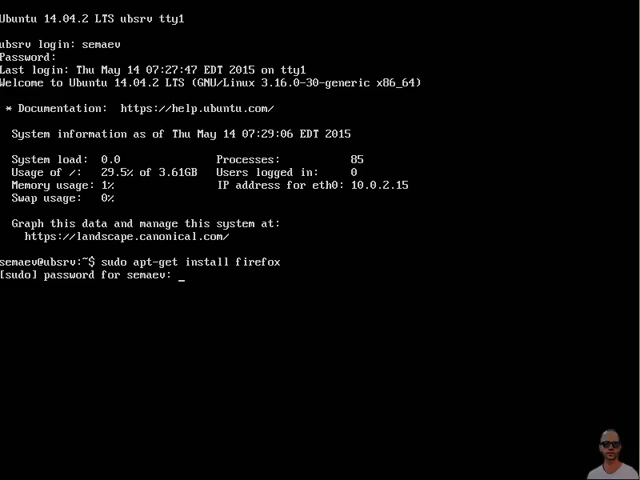 Ubuntu 14.04.2 LTS ubsrv tty1
ubsrv login: semaev
Password:
Last login: Thu May 14 07:27:47 EDT 2015 on tty1
Welcome to Ubuntu 14.04.2 LTS (GNU/Linux 3.16.0-30-generic x86_64)
* Documentation: https://help.ubuntu.com/
System information as of Thu May 14 07:29:06 EDT 2015
System load: 0.0 Processes: 85
Usage of /: 29.5% of 3.61GB Users logged in: 0
Memory usage: 1% IP address for eth0: 10.0.2.15
Swap usage: 0%
Graph this data and manage this system at:
https://landscape.canonical.com/
semaev@ubsrv:~$ sudo apt-get install firefox
[sudo] password for semaev: _